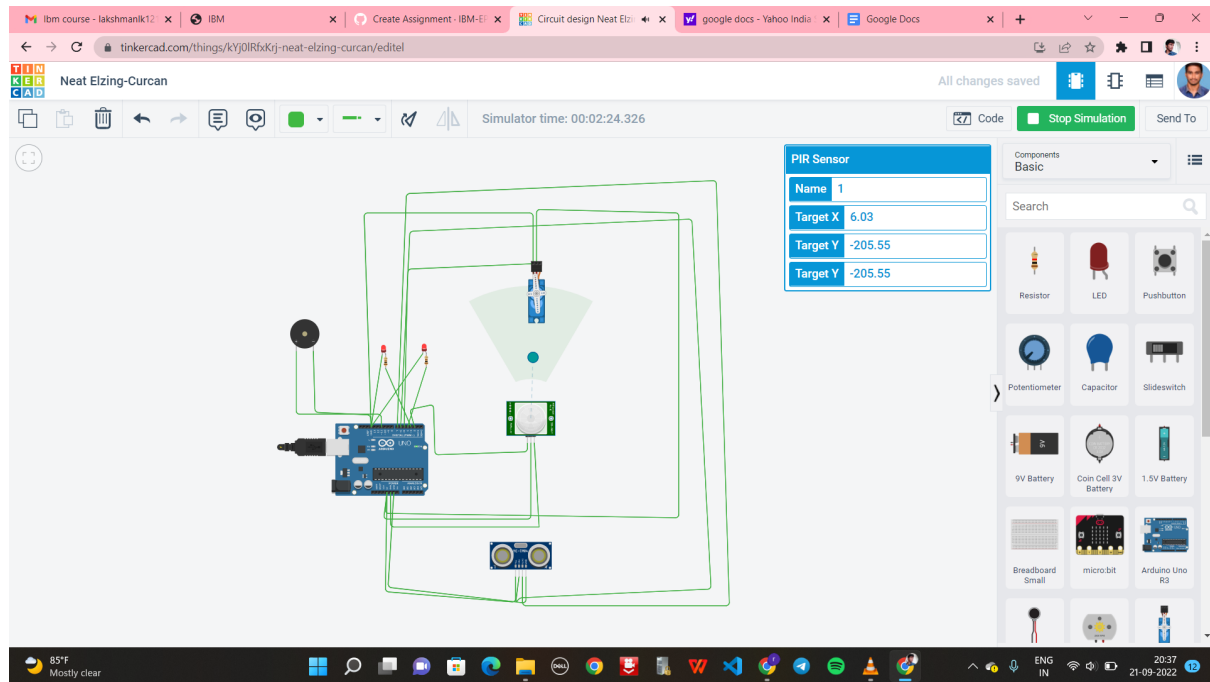 Ibm course - lakshmanlk12
IBM
Create Assignment - IBM-EP
Circuit design Neat Elzi
google docs - Yahoo India
Google Docs
tinkercad.com/things/kYj0lRfxKrj-neat-elzing-curcan/editel
TIN
KER
CAD
Neat Elzing-Curcan
All changes saved
Simulator time: 00:02:24.326
Code
Stop Simulation
Send To
PIR Sensor
Name 1
Target X 6.03
Target Y -205.55
Target Y -205.55
Components
Basic
Search
Resistor
LED
Pushbutton
Potentiometer
Capacitor
Slideswitch
9V
9V Battery
Coin Cell 3V
Battery
1.5V Battery
Breadboard
Small
micro:bit
Arduino Uno
R3
UNO
85°F
Mostly clear
DELL
ENG
IN
20:37
21-09-2022
12